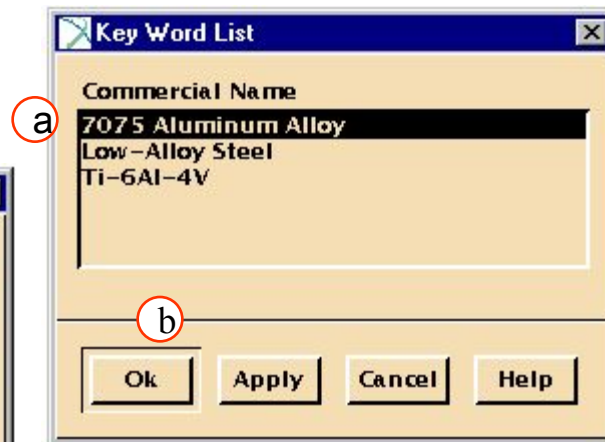 Key Word List
Commercial Name
a
7075 Aluminum Alloy
Low-Alloy Steel
Ti-6Al-4V
b
Ok Apply Cancel Help